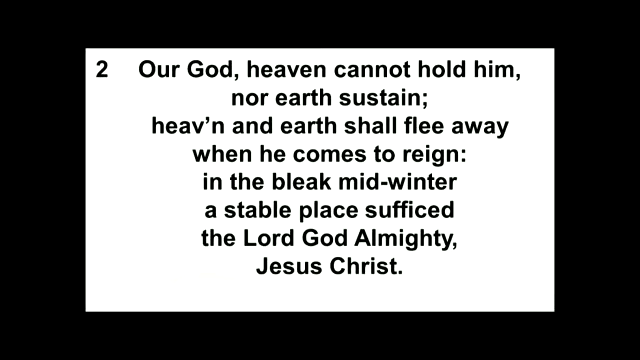 2 Our God, heaven cannot hold him,
nor earth sustain;
heav’n and earth shall flee away
when he comes to reign:
in the bleak mid-winter
a stable place sufficed
the Lord God Almighty,
Jesus Christ.